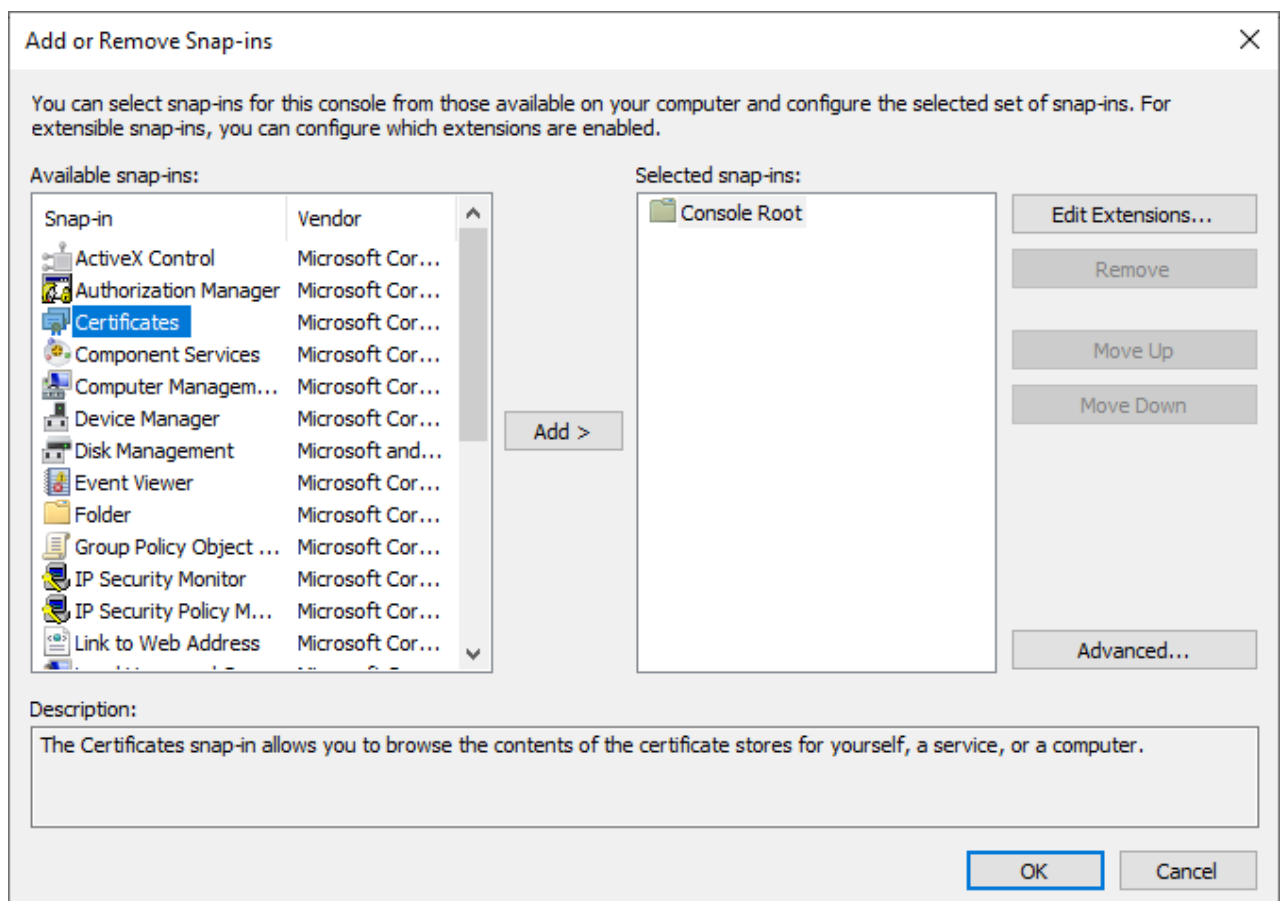 Add or Remove Snap-ins
You can select snap-ins for this console from those available on your computer and configure the selected set of snap-ins. For
extensible snap-ins, you can configure which extensions are enabled.
Available snap-ins:
Snap-in Vendor
ActiveX Control Microsoft Cor...
Authorization Manager Microsoft Cor...
Certificates Microsoft Cor...
Component Services Microsoft Cor...
Computer Managem... Microsoft Cor...
Device Manager Microsoft Cor...
Disk Management Microsoft and...
Event Viewer Microsoft Cor...
Folder Microsoft Cor...
Group Policy Object ... Microsoft Cor...
IP Security Monitor Microsoft Cor...
IP Security Policy M... Microsoft Cor...
Link to Web Address Microsoft Cor...
Add >
Selected snap-ins:
Console Root
Edit Extensions...
Remove
Move Up
Move Down
Advanced...
Description:
The Certificates snap-in allows you to browse the contents of the certificate stores for yourself, a service, or a computer.
OK
Cancel